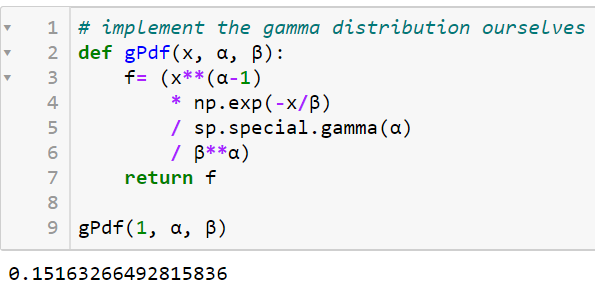 1 # implement the gamma distribution ourselves
2 def gPdf(x, α, β):
3     f= (x**(α-1)
4         * np.exp(-x/β)
5         / sp.special.gamma(α)
6         / β**α)
7     return f
8
9 gPdf(1, α, β)
0.15163266492815836